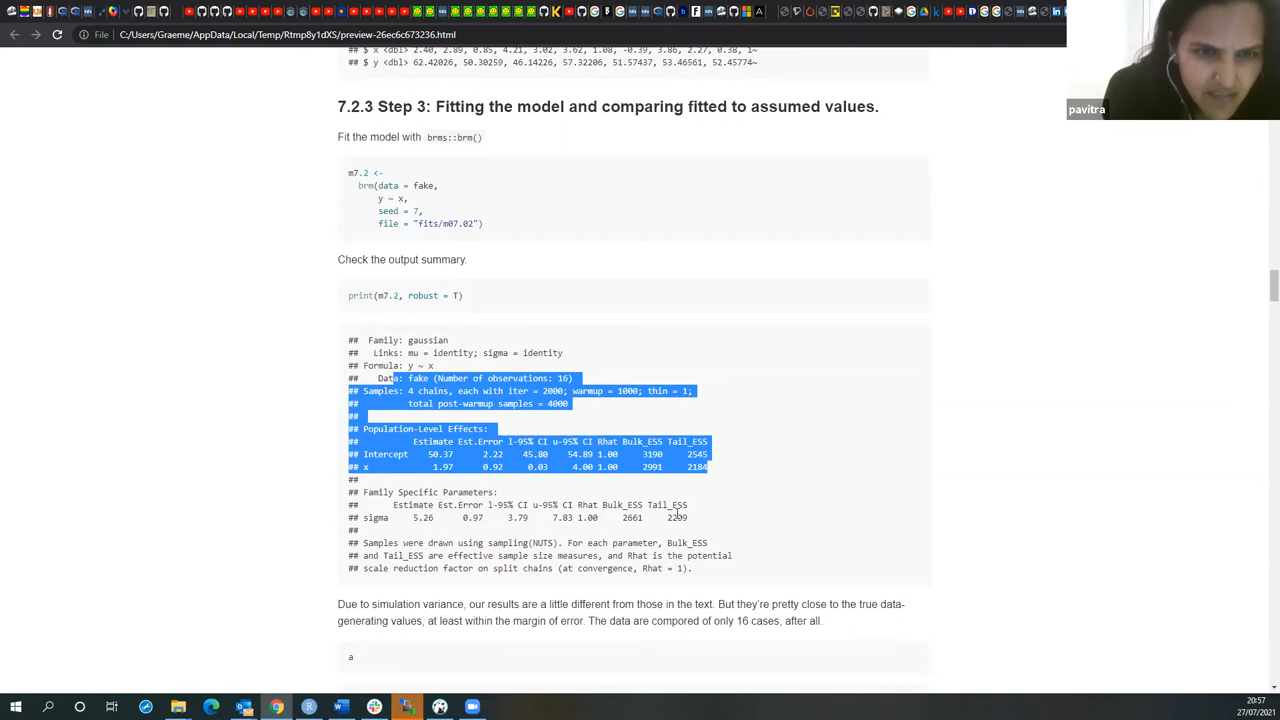 File
C:/Users/Graeme/AppData/Local/Temp/Rtmp8y1dXS/preview-26ec6c673236.html
pavitra
## $ x <dbl> 2.40, 2.89, 0.85, 4.21, 3.02, 3.62, 1.08, -0.39, 3.86, 2.27, 0.38, 1~
## $ y <dbl> 62.42026, 50.30259, 46.14226, 57.32206, 51.57437, 53.46561, 52.45774~
7.2.3 Step 3: Fitting the model and comparing fitted to assumed values.
Fit the model with brms::brm()
m7.2 <-
brm(data = fake,
y ~ x,
seed = 7,
file = "fits/m07.02")
Check the output summary.
print(m7.2, robust = T)
## Family: gaussian
## Links: mu = identity; sigma = identity
## Formula: y ~ x
## Data: fake (Number of observations: 16)
## Samples: 4 chains, each with iter = 2000; warmup = 1000; thin = 1;
## total post-warmup samples = 4000
##
## Population-Level Effects:
## Estimate Est.Error l-95% CI u-95% CI Rhat Bulk_ESS Tail_ESS
## Intercept 50.37 2.22 45.80 54.89 1.00 3190 2545
## x 1.97 0.92 0.03 4.00 1.00 2991 2184
##
## Family Specific Parameters:
## Estimate Est.Error l-95% CI u-95% CI Rhat Bulk_ESS Tail_ESS
## sigma 5.26 0.97 3.79 7.83 1.00 2661 2209
##
## Samples were drawn using sampling(NUTS). For each parameter, Bulk_ESS
## and Tail_ESS are effective sample size measures, and Rhat is the potential
## scale reduction factor on split chains (at convergence, Rhat = 1).
Due to simulation variance, our results are a little different from those in the text. But they're pretty close to the true data-
generating values, at least within the margin of error. The data are compored of only 16 cases, after all.
a
20:57
27/07/2021